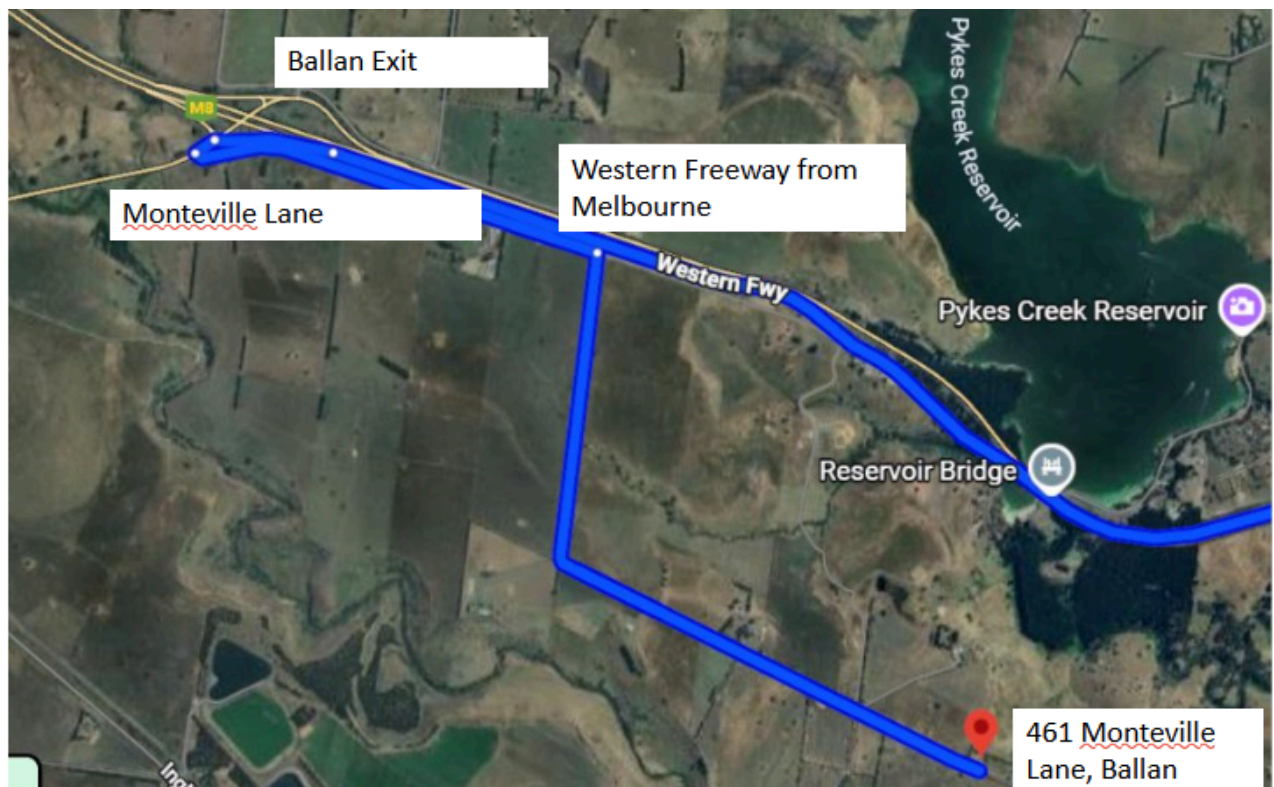 Ballan Exit
M8
Pykes Creek Reservoir
Western Freeway from
Melbourne
Monteville Lane
Western Fwy
Pykes Creek Reservoir
Reservoir Bridge
461 Monteville
Lane, Ballan